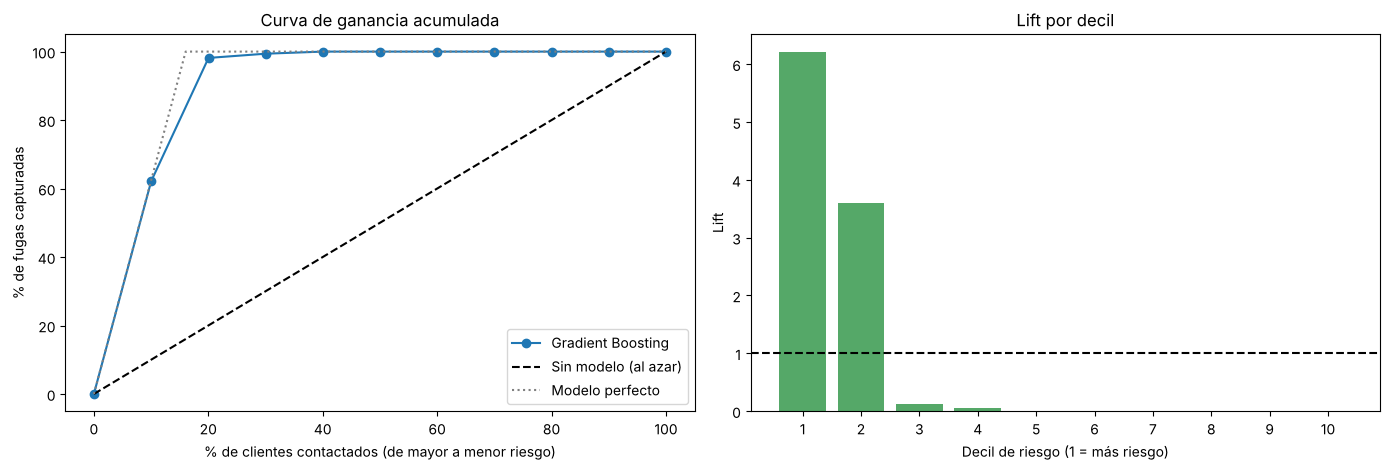 Curva de ganancia acumulada
100
80
60
40
20
0
% de fugas capturadas
0 20 40 60 80 100
% de clientes contactados (de mayor a menor riesgo)
Gradient Boosting
Sin modelo (al azar)
Modelo perfecto
Lift por decil
6
5
4
3
2
1
0
Lift
1 2 3 4 5 6 7 8 9 10
Decil de riesgo (1 = más riesgo)